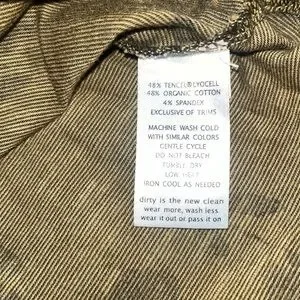 48% TENCEL® LYOCELL
48% ORGANIC COTTON
4% SPANDEX
EXCLUSIVE OF TRIMS
MACHINE WASH COLD
WITH SIMILAR COLORS
GENTLE CYCLE
DO NOT BLEACH
TUMBLE DRY
LOW HEAT
IRON COOL AS NEEDED
dirty is the new clean
wear more, wash less
wear it out or pass it on